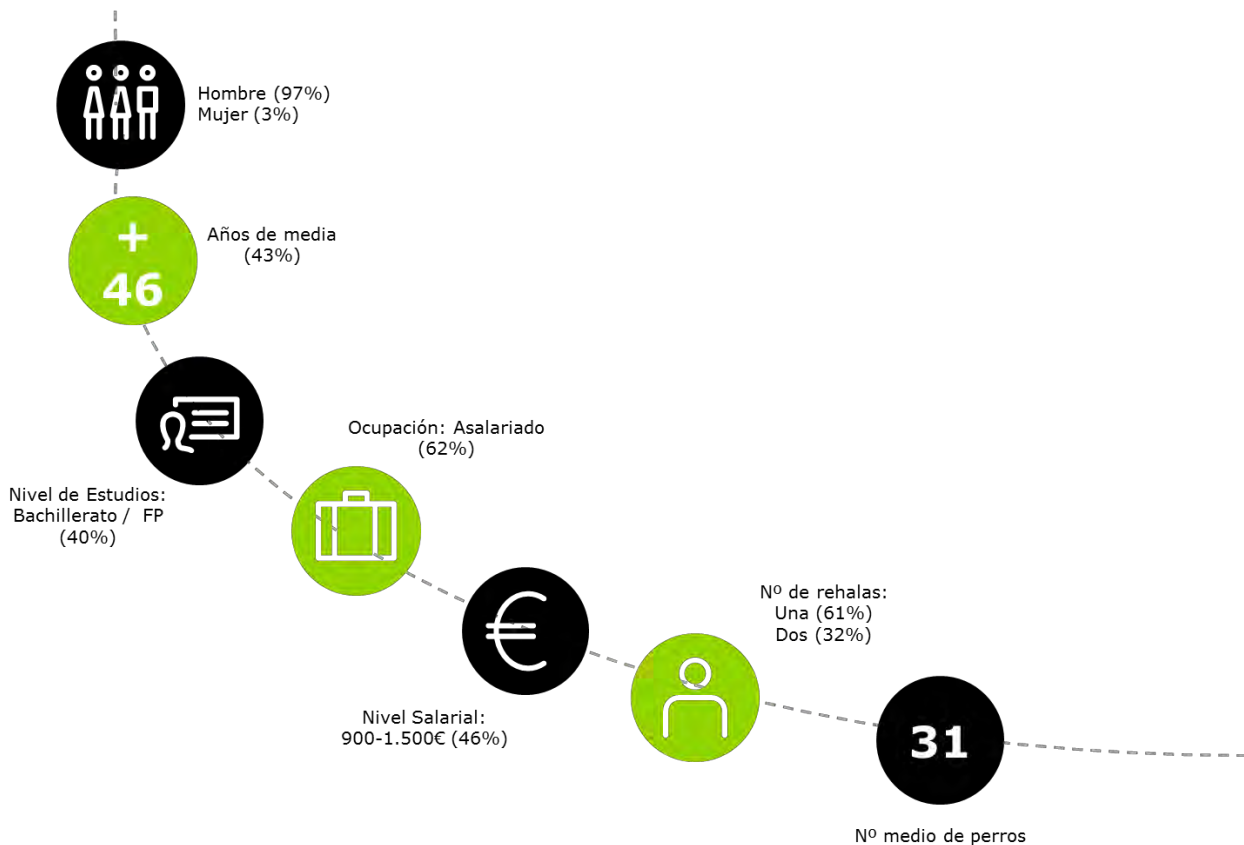 Hombre (97%)
Mujer (3%)
+
46
Años de media
(43%)
Nivel de Estudios:
Bachillerato / FP
(40%)
Ocupación: Asalariado
(62%)
Nivel Salarial:
900-1.500€ (46%)
Nº de rehalas:
Una (61%)
Dos (32%)
31
Nº medio de perros